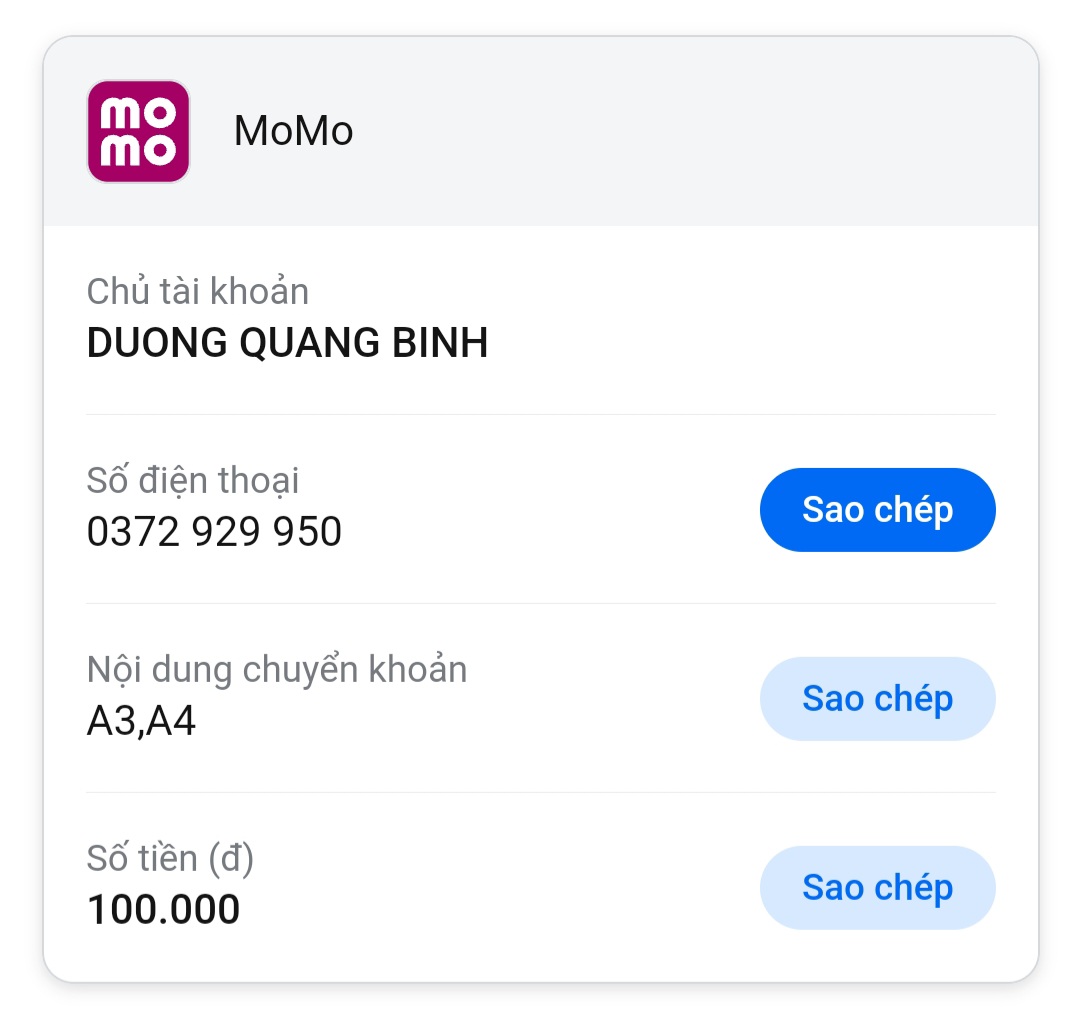 mo
mo
MoMo
Chủ tài khoản
DUONG QUANG BINH
Số điện thoại
0372 929 950
Sao chép
Nội dung chuyển khoản
A3,A4
Sao chép
Số tiền (đ)
100.000
Sao chép